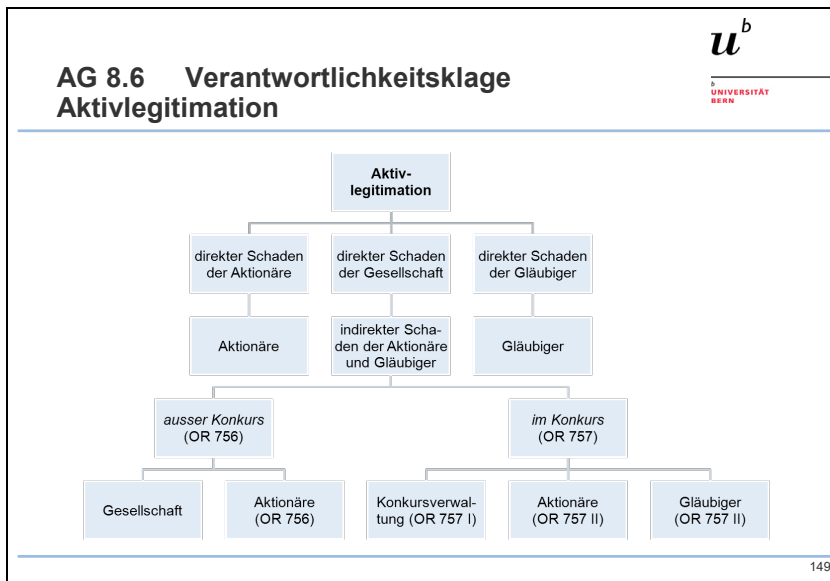 u^b
b
UNIVERSITÄT
BERN
AG 8.6 Verantwortlichkeitsklage
Aktivlegitimation
Aktiv-
legitimation
direkter Schaden
der Aktionäre
direkter Schaden
der Gesellschaft
direkter Schaden
der Gläubiger
Aktionäre
indirekter Scha-
den der Aktionäre
und Gläubiger
Gläubiger
ausser Konkurs
(OR 756)
im Konkurs
(OR 757)
Gesellschaft
Aktionäre
(OR 756)
Konkursverwal-
tung (OR 757 I)
Aktionäre
(OR 757 II)
Gläubiger
(OR 757 II)
149